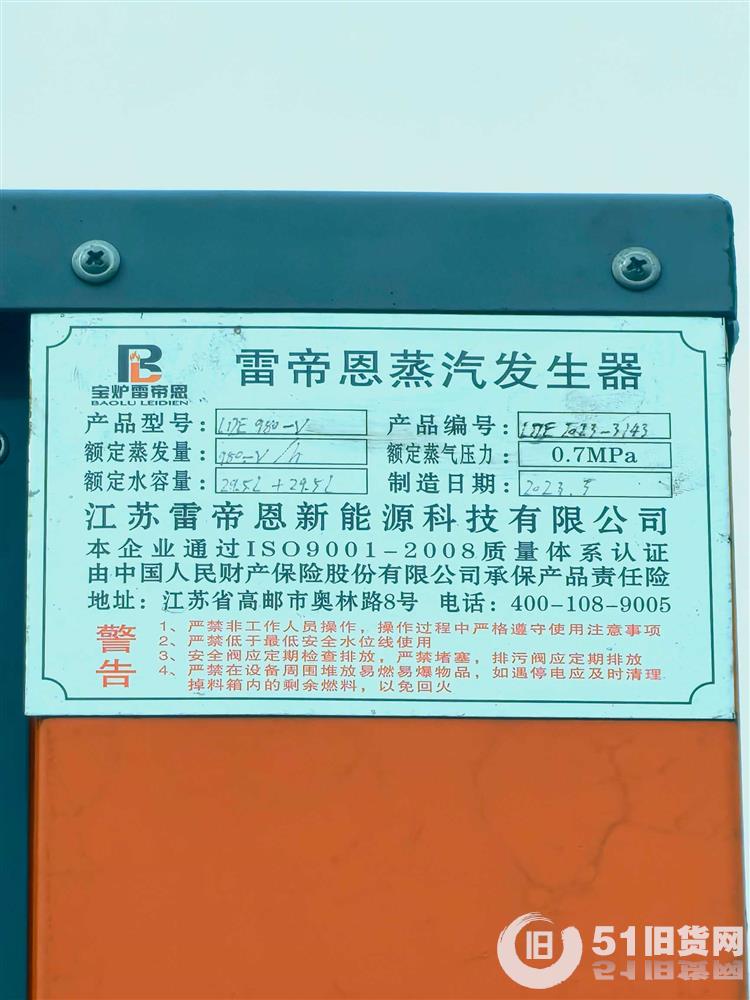 BL
宝炉雷帝恩
BAOLU LEIDIEN
雷帝恩蒸汽发生器
产品型号: LDE 980-V 产品编号: LDE 2023-3143
额定蒸发量: 980-V/h 额定蒸气压力: 0.7MPa
额定水容量: 29.5L+29.5L 制造日期: 2023.
江苏雷帝恩新能源科技有限公司
本企业通过ISO9001-2008质量体系认证
由中国人民财产保险股份有限公司承保产品责任险
地址: 江苏省高邮市奥林路8号 电话: 400-108-9005
警告
1、严禁非工作人员操作，操作过程中严格遵守使用注意事项
2、严禁低于最低安全水位线使用
3、安全阀应定期检查排放，严禁堵塞，排污阀应定期排放
4、严禁在设备周围堆放易燃易爆物品，如遇停电应及时清理
掉料箱内的剩余燃料，以免回火
旧 51旧货网